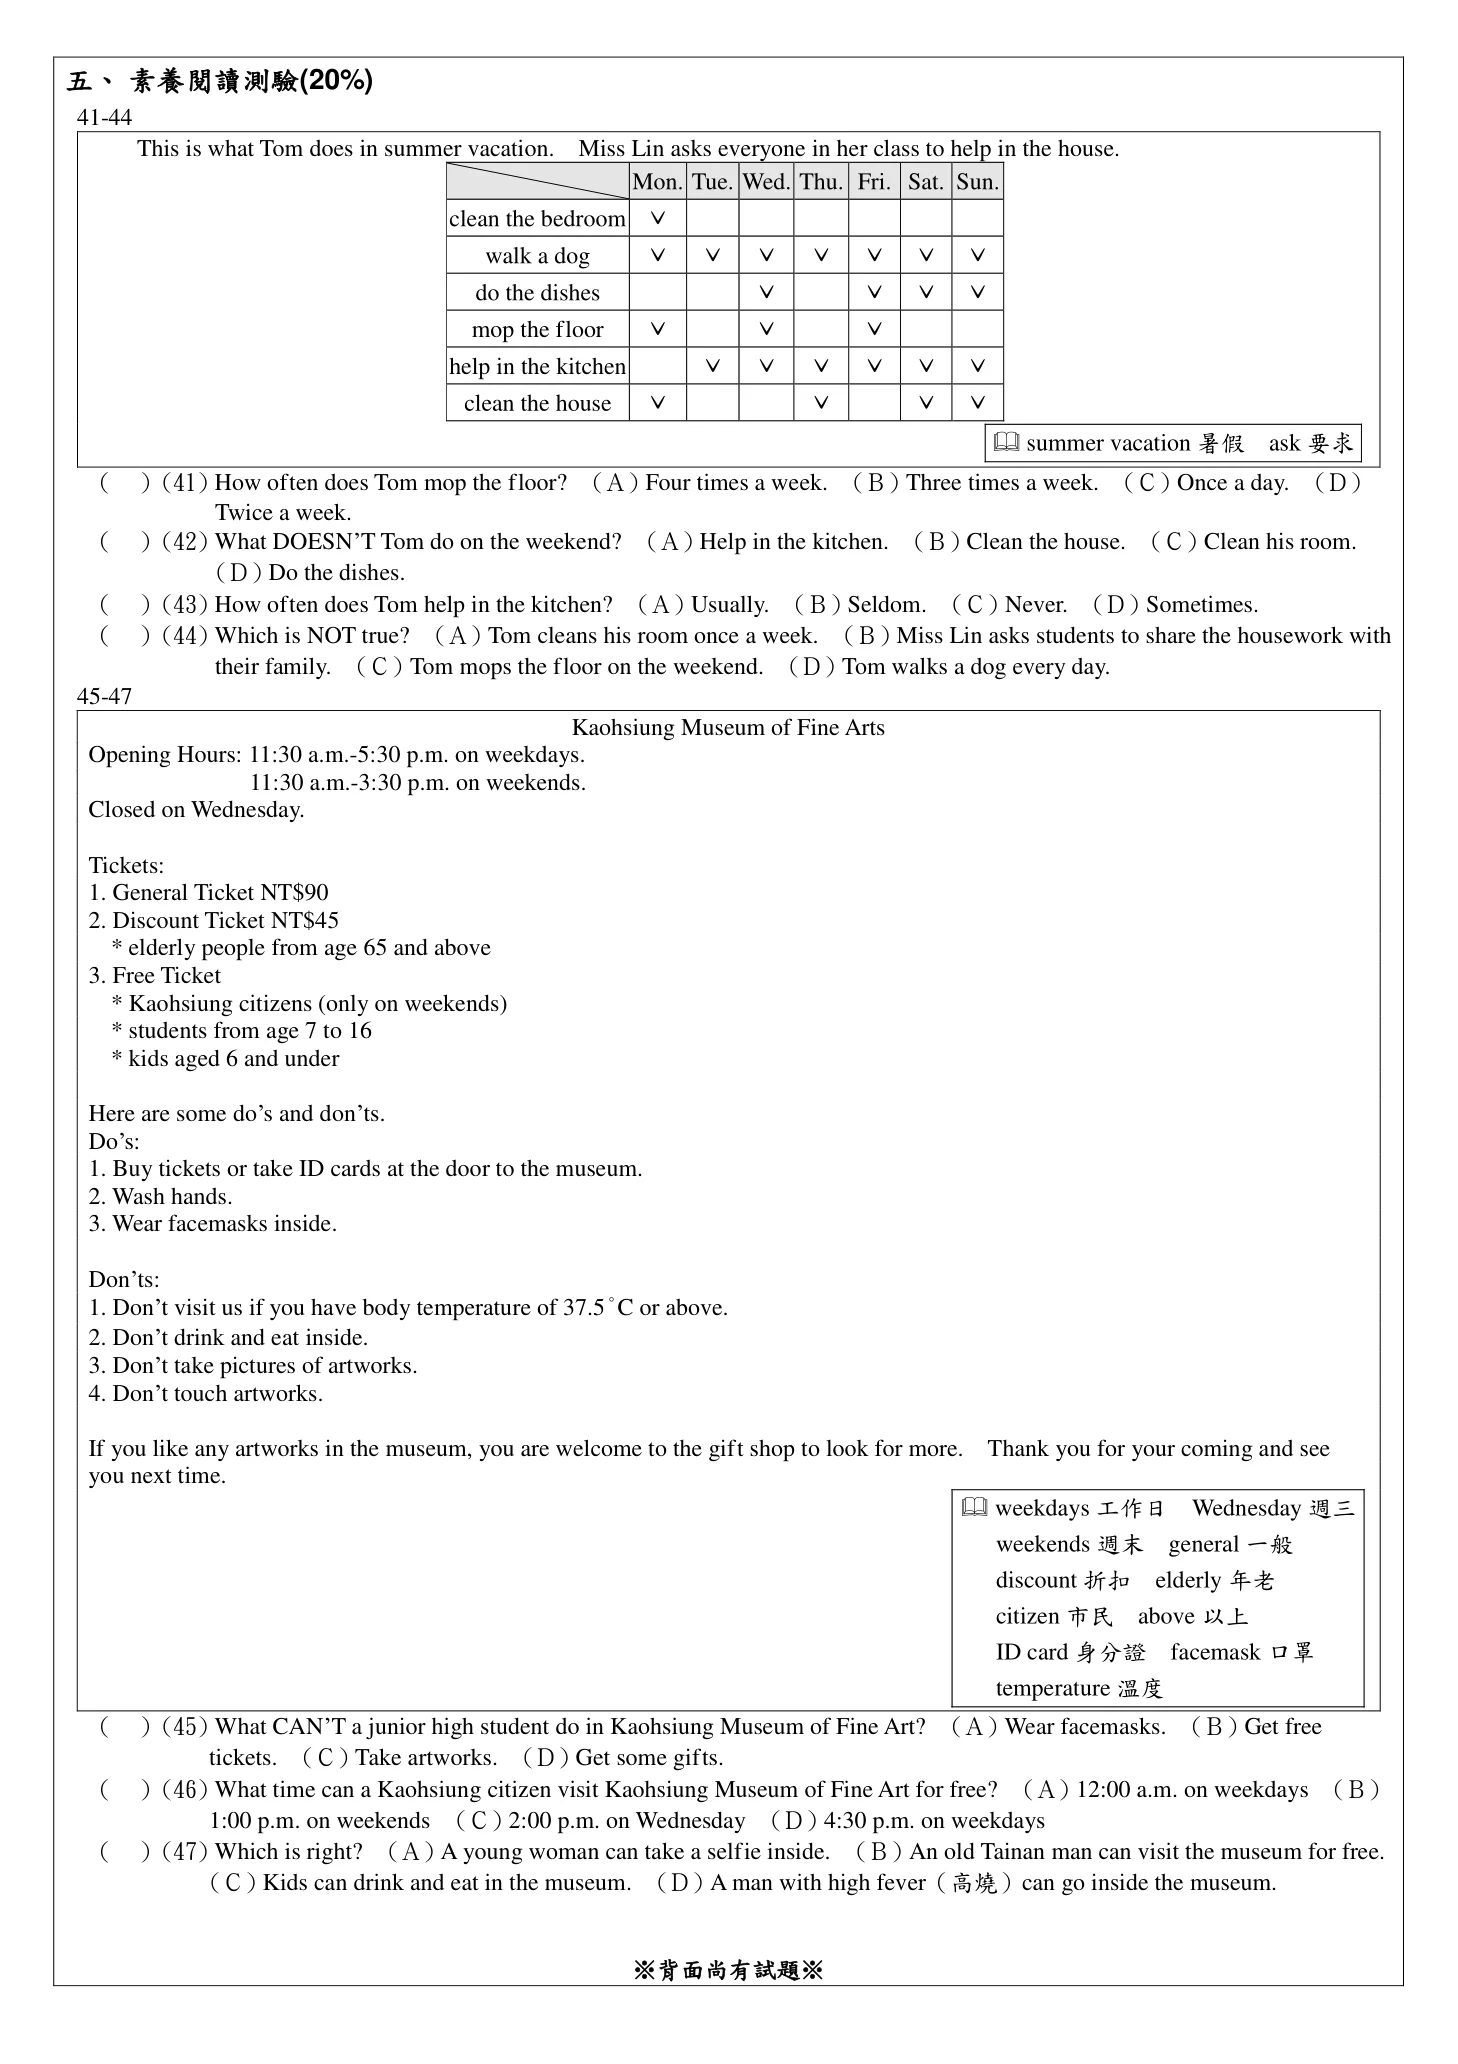 五、 素養閱讀測驗(20%)
41-44
This is what Tom does in summer vacation. Miss Lin asks everyone in her class to help in the house.
Mon. Tue. Wed. Thu. Fri. Sat. Sun.
clean the bedroom ∨
walk a dog ∨ ∨ ∨ ∨ ∨ ∨ ∨
do the dishes ∨ ∨ ∨ ∨
mop the floor ∨ ∨ ∨
help in the kitchen ∨ ∨ ∨ ∨ ∨ ∨
clean the house ∨ ∨ ∨ ∨
🕮 summer vacation 暑假 ask 要求
( )(41) How often does Tom mop the floor? (A) Four times a week. (B) Three times a week. (C) Once a day. (D)
Twice a week.
( )(42) What DOESN’T Tom do on the weekend? (A) Help in the kitchen. (B) Clean the house. (C) Clean his room.
(D) Do the dishes.
( )(43) How often does Tom help in the kitchen? (A) Usually. (B) Seldom. (C) Never. (D) Sometimes.
( )(44) Which is NOT true? (A) Tom cleans his room once a week. (B) Miss Lin asks students to share the housework with
their family. (C) Tom mops the floor on the weekend. (D) Tom walks a dog every day.
45-47
Kaohsiung Museum of Fine Arts
Opening Hours: 11:30 a.m.-5:30 p.m. on weekdays.
11:30 a.m.-3:30 p.m. on weekends.
Closed on Wednesday.
Tickets:
1. General Ticket NT$90
2. Discount Ticket NT$45
* elderly people from age 65 and above
3. Free Ticket
* Kaohsiung citizens (only on weekends)
* students from age 7 to 16
* kids aged 6 and under
Here are some do’s and don’ts.
Do’s:
1. Buy tickets or take ID cards at the door to the museum.
2. Wash hands.
3. Wear facemasks inside.
Don’ts:
1. Don’t visit us if you have body temperature of 37.5°C or above.
2. Don’t drink and eat inside.
3. Don’t take pictures of artworks.
4. Don’t touch artworks.
If you like any artworks in the museum, you are welcome to the gift shop to look for more. Thank you for your coming and see
you next time.
🕮 weekdays 工作日 Wednesday 週三
weekends 週末 general 一般
discount 折扣 elderly 年老
citizen 市民 above 以上
ID card 身分證 facemask 口罩
temperature 溫度
( )(45) What CAN’T a junior high student do in Kaohsiung Museum of Fine Art? (A) Wear facemasks. (B) Get free
tickets. (C) Take artworks. (D) Get some gifts.
( )(46) What time can a Kaohsiung citizen visit Kaohsiung Museum of Fine Art for free? (A) 12:00 a.m. on weekdays (B)
1:00 p.m. on weekends (C) 2:00 p.m. on Wednesday (D) 4:30 p.m. on weekdays
( )(47) Which is right? (A) A young woman can take a selfie inside. (B) An old Tainan man can visit the museum for free.
(C) Kids can drink and eat in the museum. (D) A man with high fever（高燒）can go inside the museum.
※背面尚有試題※